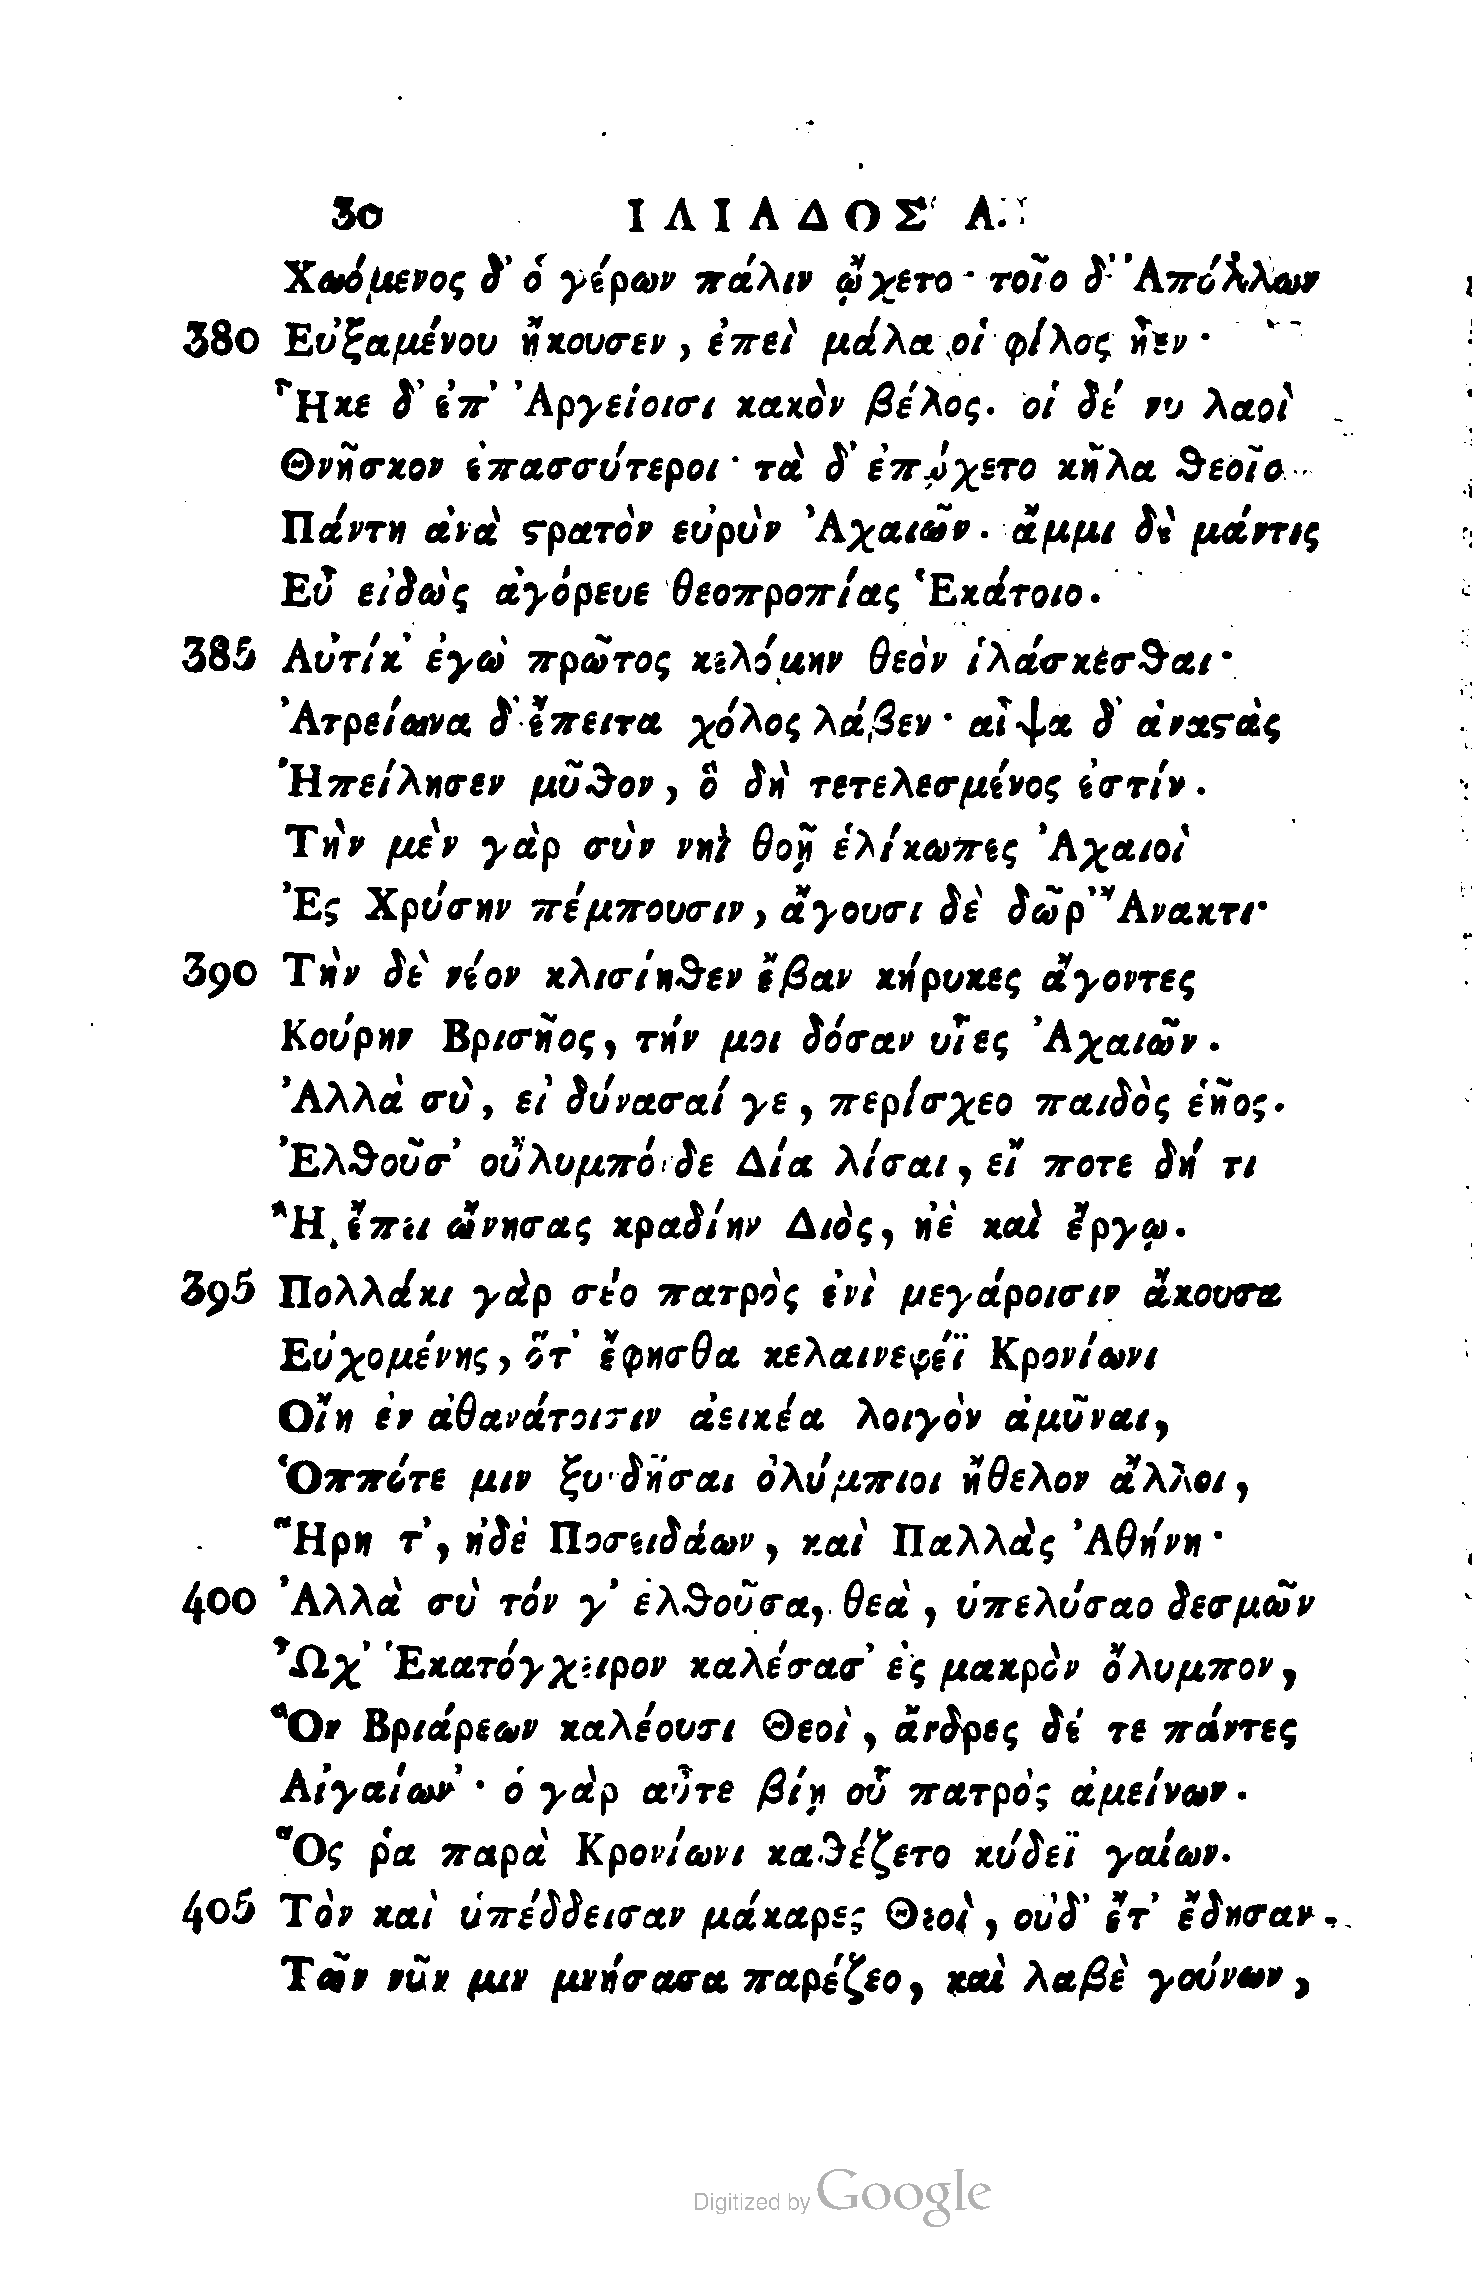 30 ΙΛΙΑΔΟΣ Α.
Χωόμενος δ' ὁ γέρων πάλιν ᾤχετο· τοῖο δ' Ἀπόλλων
380 Εὐξαμένου ἤκουσεν, ἐπεὶ μάλα οἱ φίλος ἦεν·
Ἧκε δ' ἐπ' Ἀργείοισι κακὸν βέλος. οἱ δέ νυ λαοὶ
Θνῆσκον ἐπασσύτεροι· τὰ δ' ἐπῴχετο κῆλα ϑεοῖο
Πάντη ἀνὰ ϛρατὸν εὐρὺν Ἀχαιῶν. ἄμμι δὲ μάντις
Εὖ εἰδὼς ἀγόρευε θεοπροπίας Ἑκάτοιο.
385 Αὐτίκ' ἐγὼ πρῶτος κελόμην θεὸν ἱλάσκεσϑαι·
Ἀτρείωνα δ' ἔπειτα χόλος λάβεν· αἶψα δ' ἀναϛὰς
Ἠπείλησεν μῦϑον, ὃ δὴ τετελεσμένος ἐστίν.
Τὴν μὲν γὰρ σὺν νηῒ θοῇ ἑλίκωπες Ἀχαιοὶ
Ἐς Χρύσην πέμπουσιν, ἄγουσι δὲ δῶρ' Ἄνακτι·
390 Τὴν δὲ νέον κλισίηϑεν ἔβαν κήρυκες ἄγοντες
Κούρην Βρισῆος, τήν μοι δόσαν υἷες Ἀχαιῶν.
Ἀλλὰ σὺ, εἰ δύνασαί γε, περίσχεο παιδὸς ἑῆος.
Ἐλϑοῦσ' οὔλυμπόνδε Δία λίσαι, εἴ ποτε δή τι
Ἢ ἔπει ὤνησας κραδίην Διὸς, ἠὲ καὶ ἔργῳ.
395 Πολλάκι γὰρ σέο πατρὸς ἐνὶ μεγάροισιν ἄκουσα
Εὐχομένης, ὅτ' ἔφησθα κελαινεφέϊ Κρονίωνι
Οἴη ἐν ἀθανάτοισιν ἀεικέα λοιγὸν ἀμῦναι,
Ὁππότε μιν ξυνδῆσαι ὀλύμπιοι ἤθελον ἄλλοι,
Ἥρη τ', ἠδὲ Ποσειδάων, καὶ Παλλὰς Ἀθήνη·
400 Ἀλλὰ σὺ τόν γ' ἐλϑοῦσα, θεὰ, ὑπελύσαο δεσμῶν
Ὦχ' Ἑκατόγχειρον καλέσασ' ἐς μακρὸν ὄλυμπον,
Ὃν Βριάρεων καλέουσι Θεοὶ, ἄνδρες δέ τε πάντες
Αἰγαίων'· ὁ γὰρ αὖτε βίῃ οὗ πατρὸς ἀμείνων.
Ὅς ῥα παρὰ Κρονίωνι καϑέζετο κύδεϊ γαίων.
405 Τὸν καὶ ὑπέδδεισαν μάκαρες Θεοὶ, οὐδ' ἔτ' ἔδησαν.
Τῶν νῦν μιν μνήσασα παρέζεο, καὶ λαβὲ γούνων,
Digitized by Google